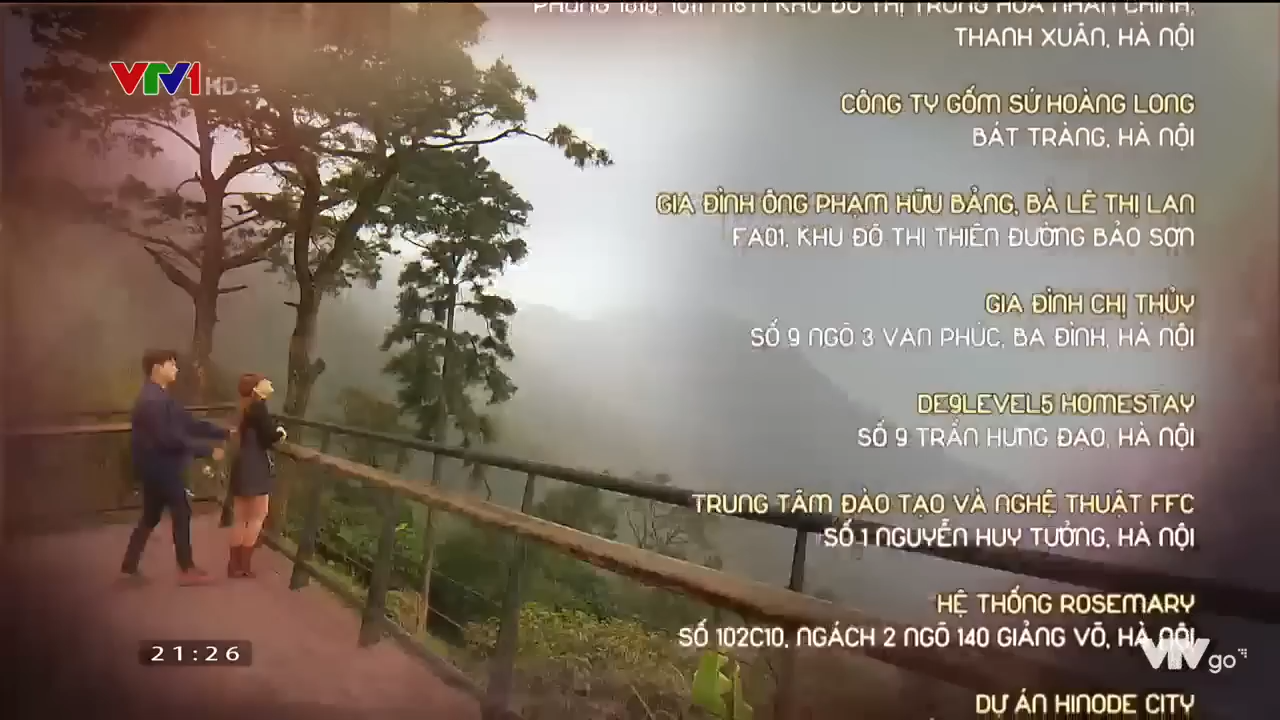 THANH XUÂN, HÀ NỘI
VTV1 HD
CÔNG TY GỐM SỨ HOÀNG LONG
BÁT TRÀNG, HÀ NỘI
GIA ĐÌNH ÔNG PHẠM HỮU BẢNG, BÀ LÊ THỊ LAN
FA01, KHU ĐÔ THỊ THIÊN ĐƯỜNG BẢO SƠN
GIA ĐÌNH CHỊ THỦY
SỐ 9 NGÕ 3 VẠN PHÚC, BA ĐÌNH, HÀ NỘI
DE9LEVEL5 HOMESTAY
SỐ 9 TRẦN HƯNG ĐẠO, HÀ NỘI
TRUNG TÂM ĐÀO TẠO VÀ NGHỆ THUẬT FFC
SỐ 1 NGUYỄN HUY TƯỞNG, HÀ NỘI
HỆ THỐNG ROSEMARY
SỐ 102C10, NGÁCH 2 NGÕ 140 GIẢNG VÕ, HÀ NỘI
21:26
VTVgo
DỰ ÁN HINODE CITY